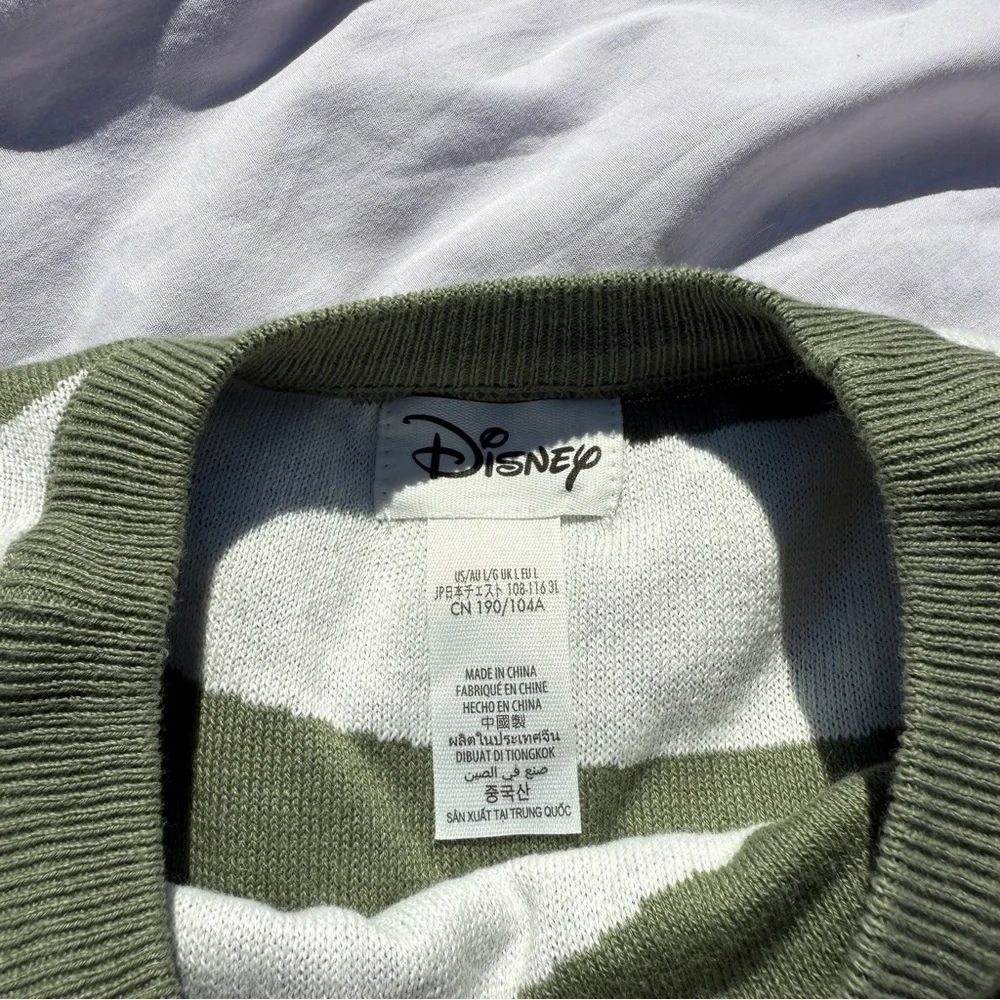 Disney
US/AU L/G UK L EU L
JP日本チェスト 108-116 3L
CN 190/104A
MADE IN CHINA
FABRIQUÉ EN CHINE
HECHO EN CHINA
中國製
ผลิตในประเทศจีน
DIBUAT DI TIONGKOK
صنع في الصين
중국산
SẢN XUẤT TẠI TRUNG QUỐC